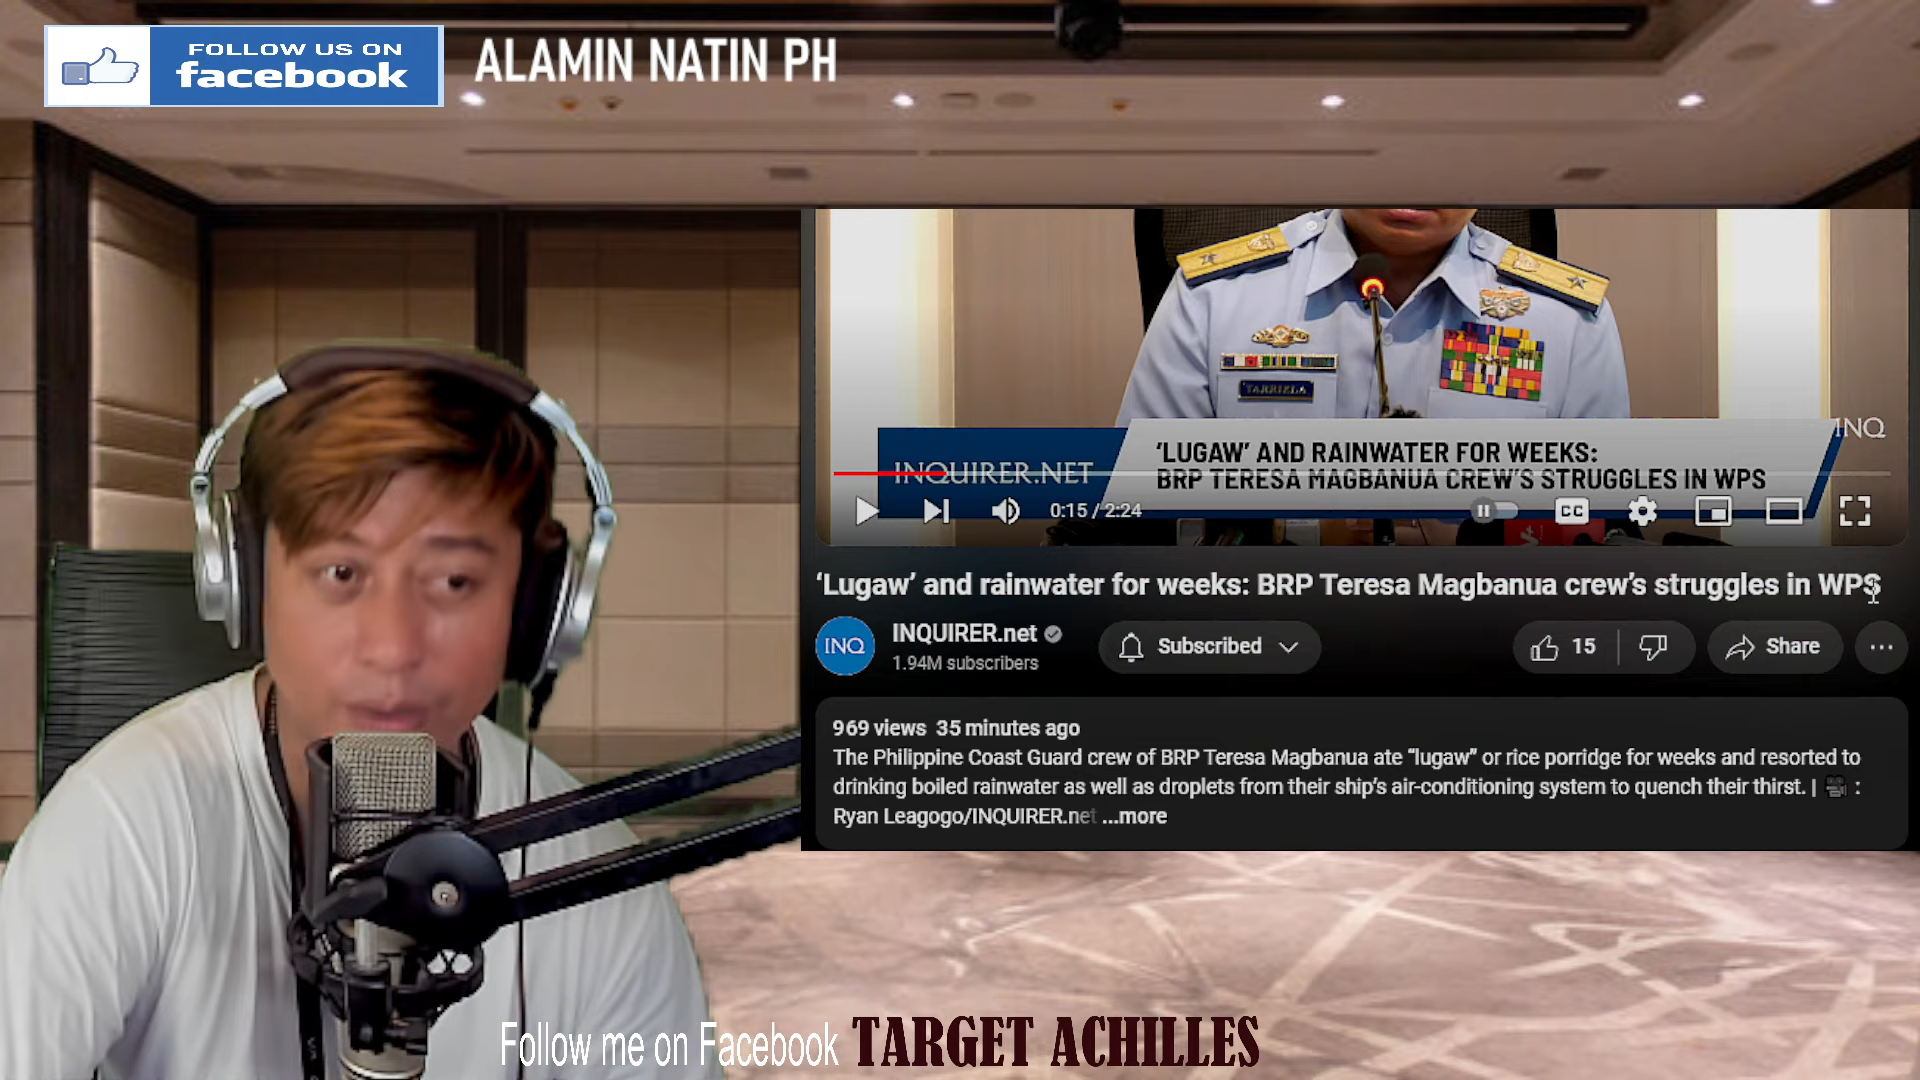 FOLLOW US ON
facebook
ALAMIN NATIN PH
TARRIELA
INQ
INQUIRER.NET
‘LUGAW’ AND RAINWATER FOR WEEKS:
BRP TERESA MAGBANUA CREW’S STRUGGLES IN WPS
0:15 / 2:24
CC
‘Lugaw’ and rainwater for weeks: BRP Teresa Magbanua crew’s struggles in WPS
INQ
INQUIRER.net
1.94M subscribers
Subscribed
15
Share
969 views 35 minutes ago
The Philippine Coast Guard crew of BRP Teresa Magbanua ate “lugaw” or rice porridge for weeks and resorted to
drinking boiled rainwater as well as droplets from their ship’s air-conditioning system to quench their thirst. | :
Ryan Leagogo/INQUIRER.net ...more
Follow me on Facebook TARGET ACHILLES